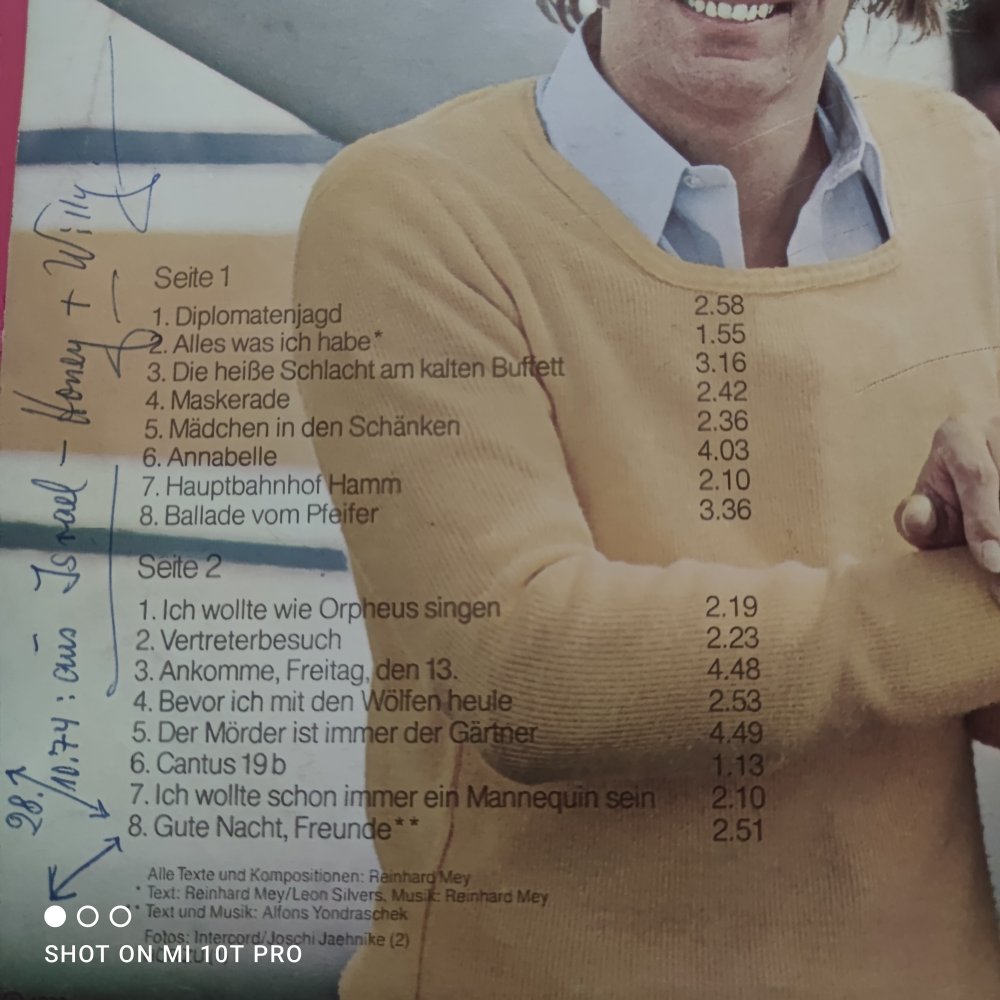 Seite 1
1. Diplomatenjagd 2.58
2. Alles was ich habe* 1.55
3. Die heiße Schlacht am kalten Buffett 3.16
4. Maskerade 2.42
5. Mädchen in den Schänken 2.36
6. Annabelle 4.03
7. Hauptbahnhof Hamm 2.10
8. Ballade vom Pfeifer 3.36
Seite 2
1. Ich wollte wie Orpheus singen 2.19
2. Vertreterbesuch 2.23
3. Ankomme, Freitag, den 13. 4.48
4. Bevor ich mit den Wölfen heule 2.53
5. Der Mörder ist immer der Gärtner 4.49
6. Cantus 19b 1.13
7. Ich wollte schon immer ein Mannequin sein 2.10
8. Gute Nacht, Freunde** 2.51
Alle Texte und Kompositionen: Reinhard Mey
* Text: Reinhard Mey/Leon Silvers, Musik: Reinhard Mey
** Text und Musik: Alfons Yondraschek
Fotos: Intercord/Joschi Jaehnike (2)
28./10.74: aus Israel – Honey + Willy
SHOT ON MI 10T PRO